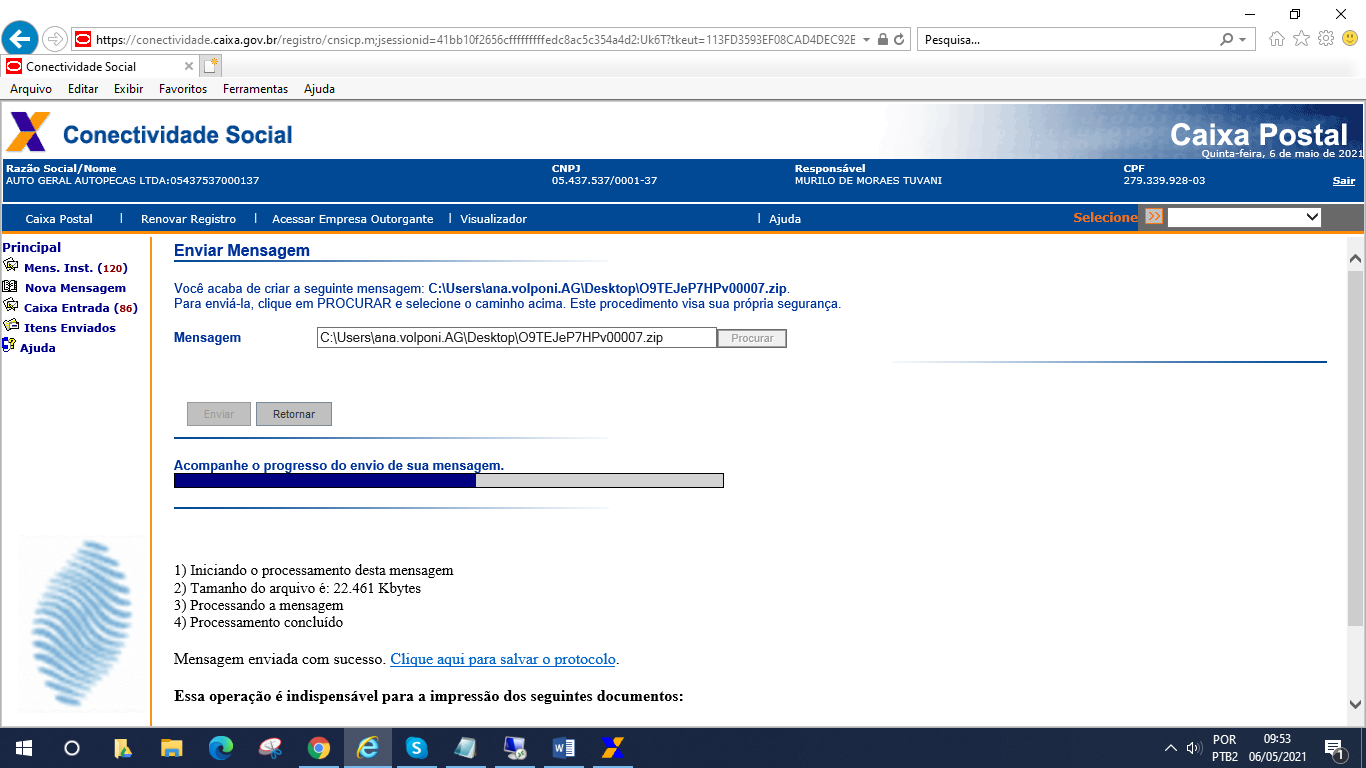 https://conectividade.caixa.gov.br/registro/cnsicp.m;jsessionid=41bb10f2656cfffffffffedc8ac5c354a4d2:Uk6T?tkeut=113FD3593EF08CAD4DEC92E
Pesquisa...
Conectividade Social
Arquivo Editar Exibir Favoritos Ferramentas Ajuda
Conectividade Social
Caixa Postal
Quinta-feira, 6 de maio de 2021
Razão Social/Nome CNPJ Responsável CPF
AUTO GERAL AUTOPECAS LTDA:05437537000137 05.437.537/0001-37 MURILO DE MORAES TUVANI 279.339.928-03 Sair
Caixa Postal | Renovar Registro | Acessar Empresa Outorgante | Visualizador | Ajuda Selecione
Principal
Mens. Inst. (120)
Nova Mensagem
Caixa Entrada (86)
Itens Enviados
Ajuda
Enviar Mensagem
Você acaba de criar a seguinte mensagem: C:\Users\ana.volponi.AG\Desktop\O9TEJeP7HPv00007.zip.
Para enviá-la, clique em PROCURAR e selecione o caminho acima. Este procedimento visa sua própria segurança.
Mensagem C:\Users\ana.volponi.AG\Desktop\O9TEJeP7HPv00007.zip Procurar
Enviar Retornar
Acompanhe o progresso do envio de sua mensagem.
1) Iniciando o processamento desta mensagem
2) Tamanho do arquivo é: 22.461 Kbytes
3) Processando a mensagem
4) Processamento concluído
Mensagem enviada com sucesso. Clique aqui para salvar o protocolo.
Essa operação é indispensável para a impressão dos seguintes documentos:
POR 09:53
PTB2 06/05/2021 1